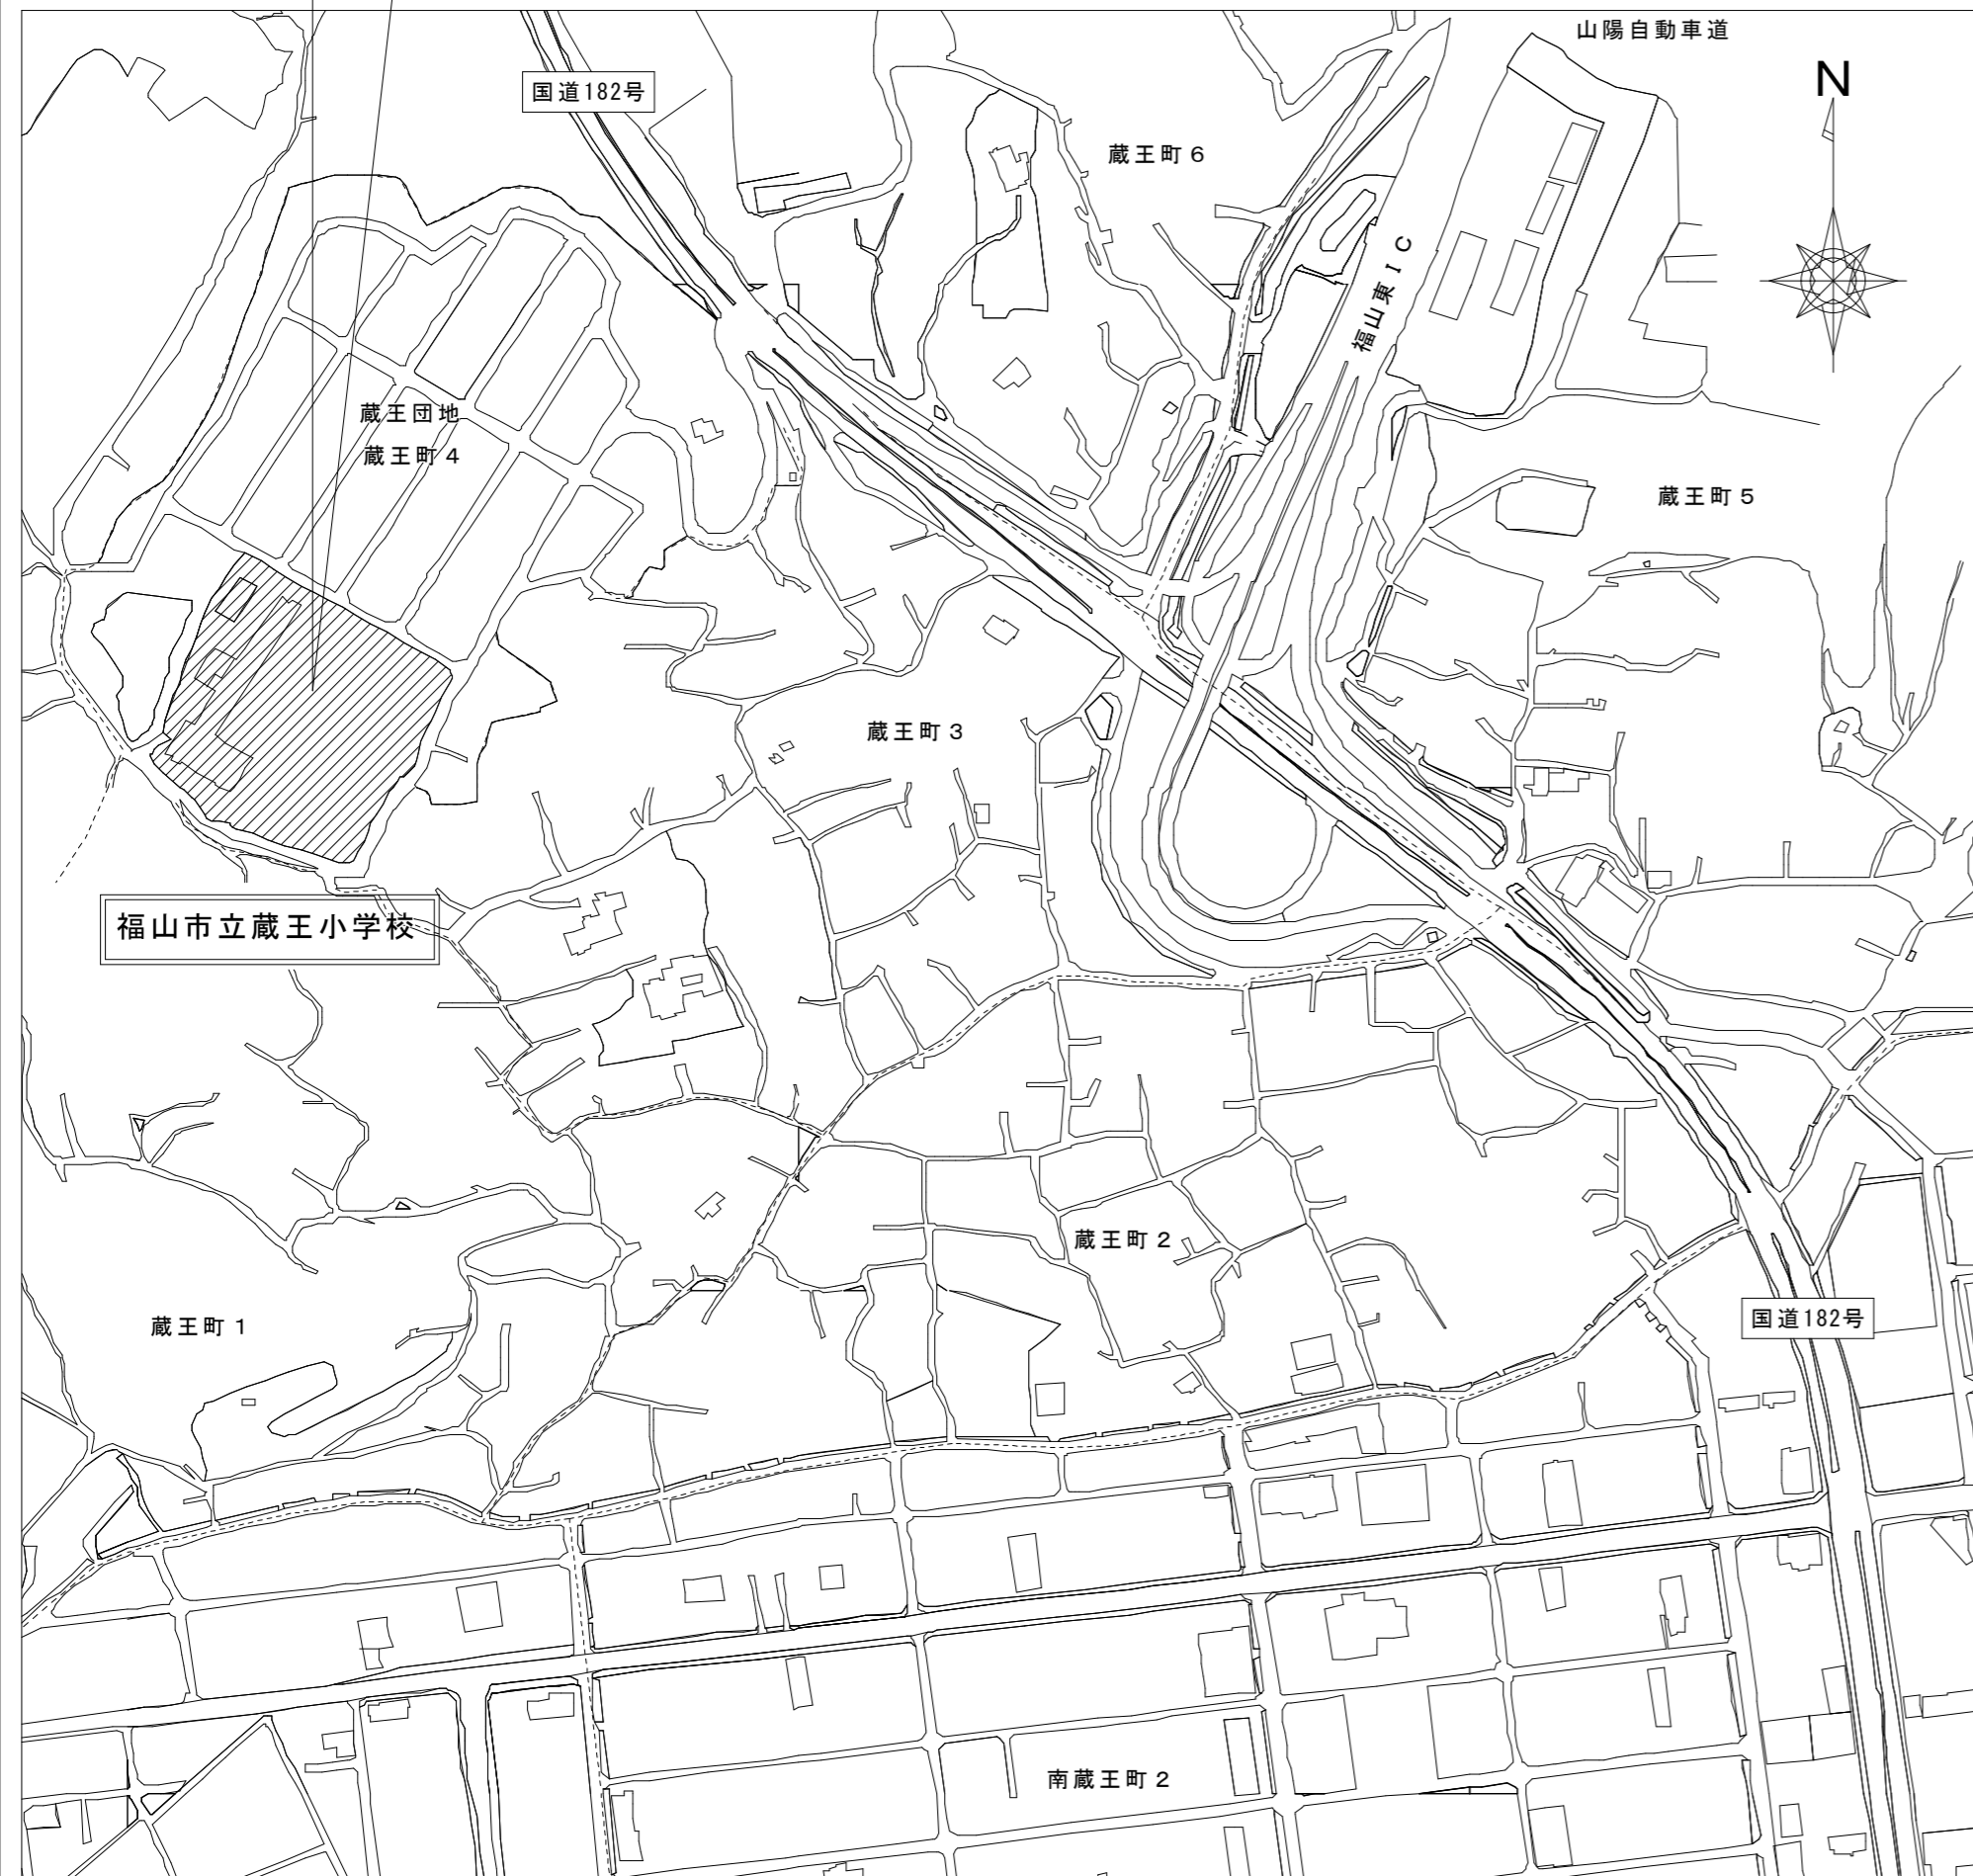 山陽自動車道
N
国道182号
蔵王町6
福山東IC
蔵王団地
蔵王町4
蔵王町5
蔵王町3
福山市立蔵王小学校
蔵王町2
国道182号
蔵王町1
南蔵王町2